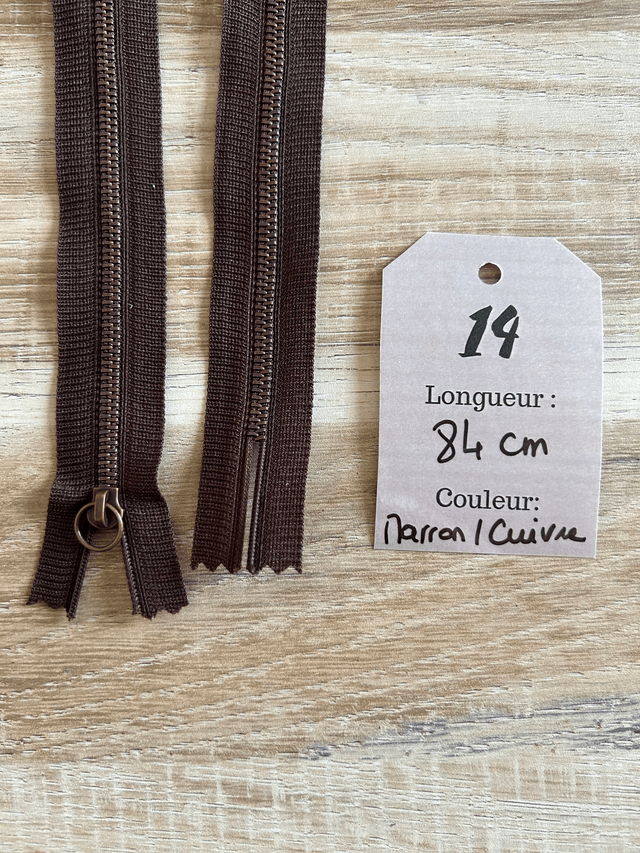 14
Longueur :
84 cm
Couleur:
Marron / Cuivre